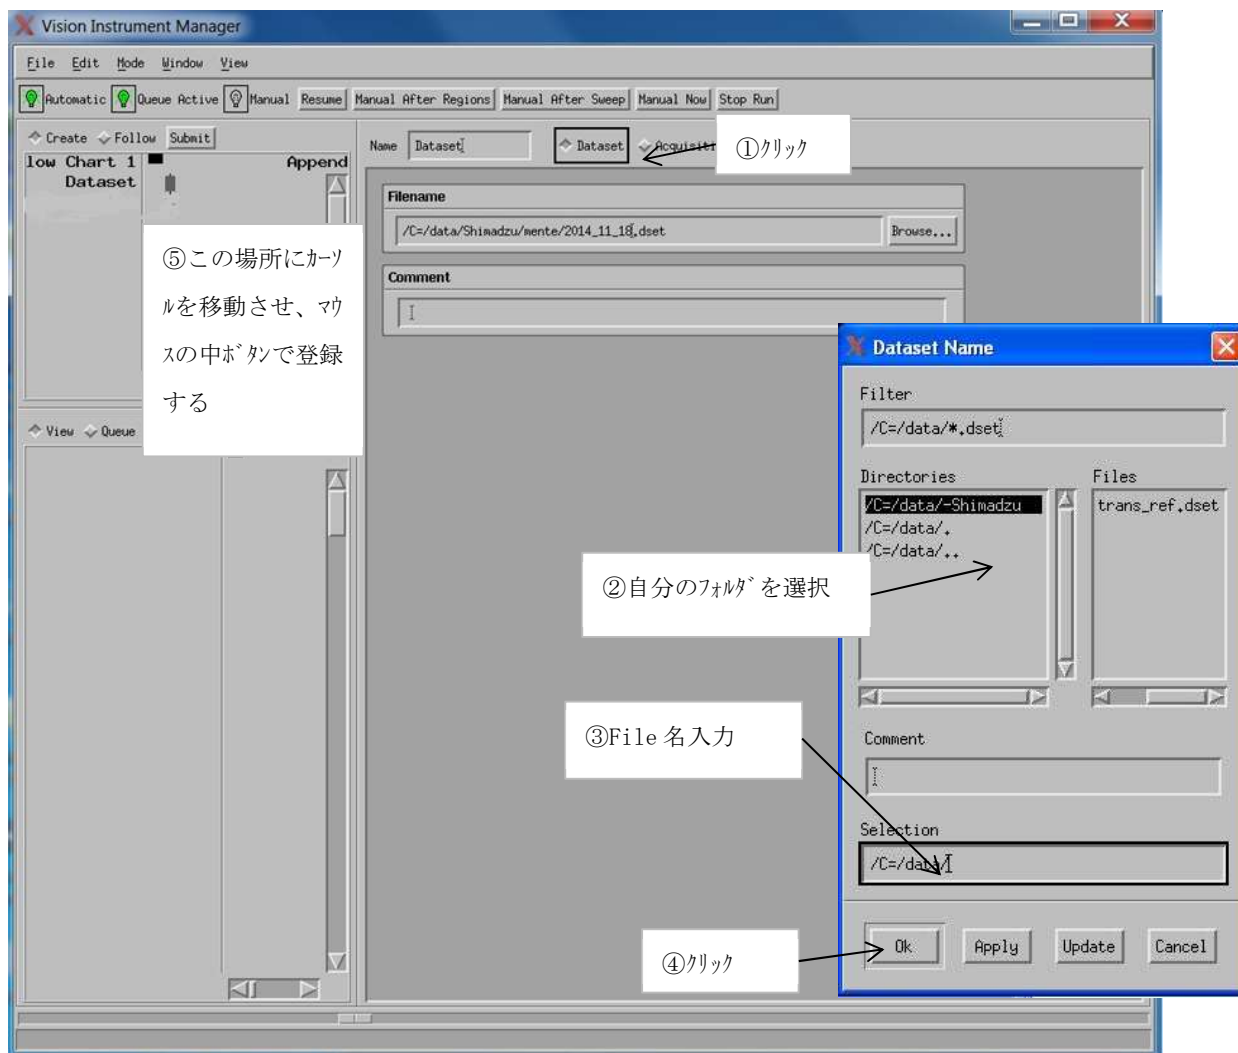 Vision Instrument Manager
File Edit Mode Window View
Automatic Queue Active Manual Resume Manual After Regions Manual After Sweep Manual Now Stop Run
Create Follow Submit
low Chart 1 Append
Dataset
Name Dataset Dataset Acquisiti
①ｸﾘｯｸ
Filename
/C=/data/Shimadzu/mente/2014_11_18.dset Browse...
Comment
⑤この場所にｶｰｿ
ﾙを移動させ、ﾏｳ
ｽの中ﾎﾞﾀﾝで登録
する
View Queue
Dataset Name
Filter
/C=/data/*.dset
Directories Files
/C=/data/-Shimadzu trans_ref.dset
/C=/data/.
/C=/data/..
②自分のﾌｫﾙﾀﾞを選択
③File 名入力
Comment
Selection
/C=/data/
④ｸﾘｯｸ
Ok Apply Update Cancel